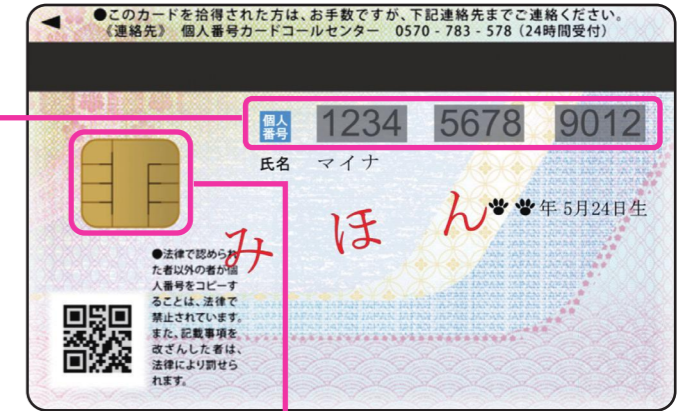 ●このカードを拾得された方は、お手数ですが、下記連絡先までご連絡ください。
《連絡先》 個人番号カードコールセンター 0570 - 783 - 578 (24時間受付)
個人番号 1234 5678 9012
氏名 マイナ
年 5月24日生
みほん
●法律で認められ
た者以外の者が個
人番号をコピーす
ることは、法律で
禁止されています。
また、記載事項を
改ざんした者は、
法律により罰せら
れます。